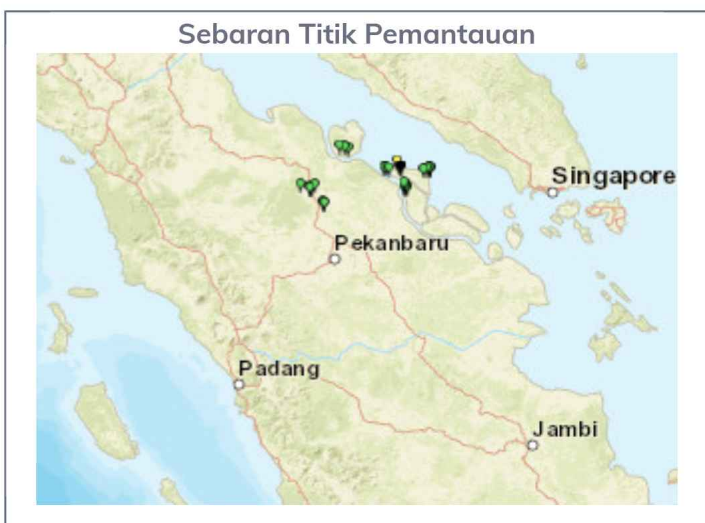 Sebaran Titik Pemantauan
Singapore
Pekanbaru
Padang
Jambi